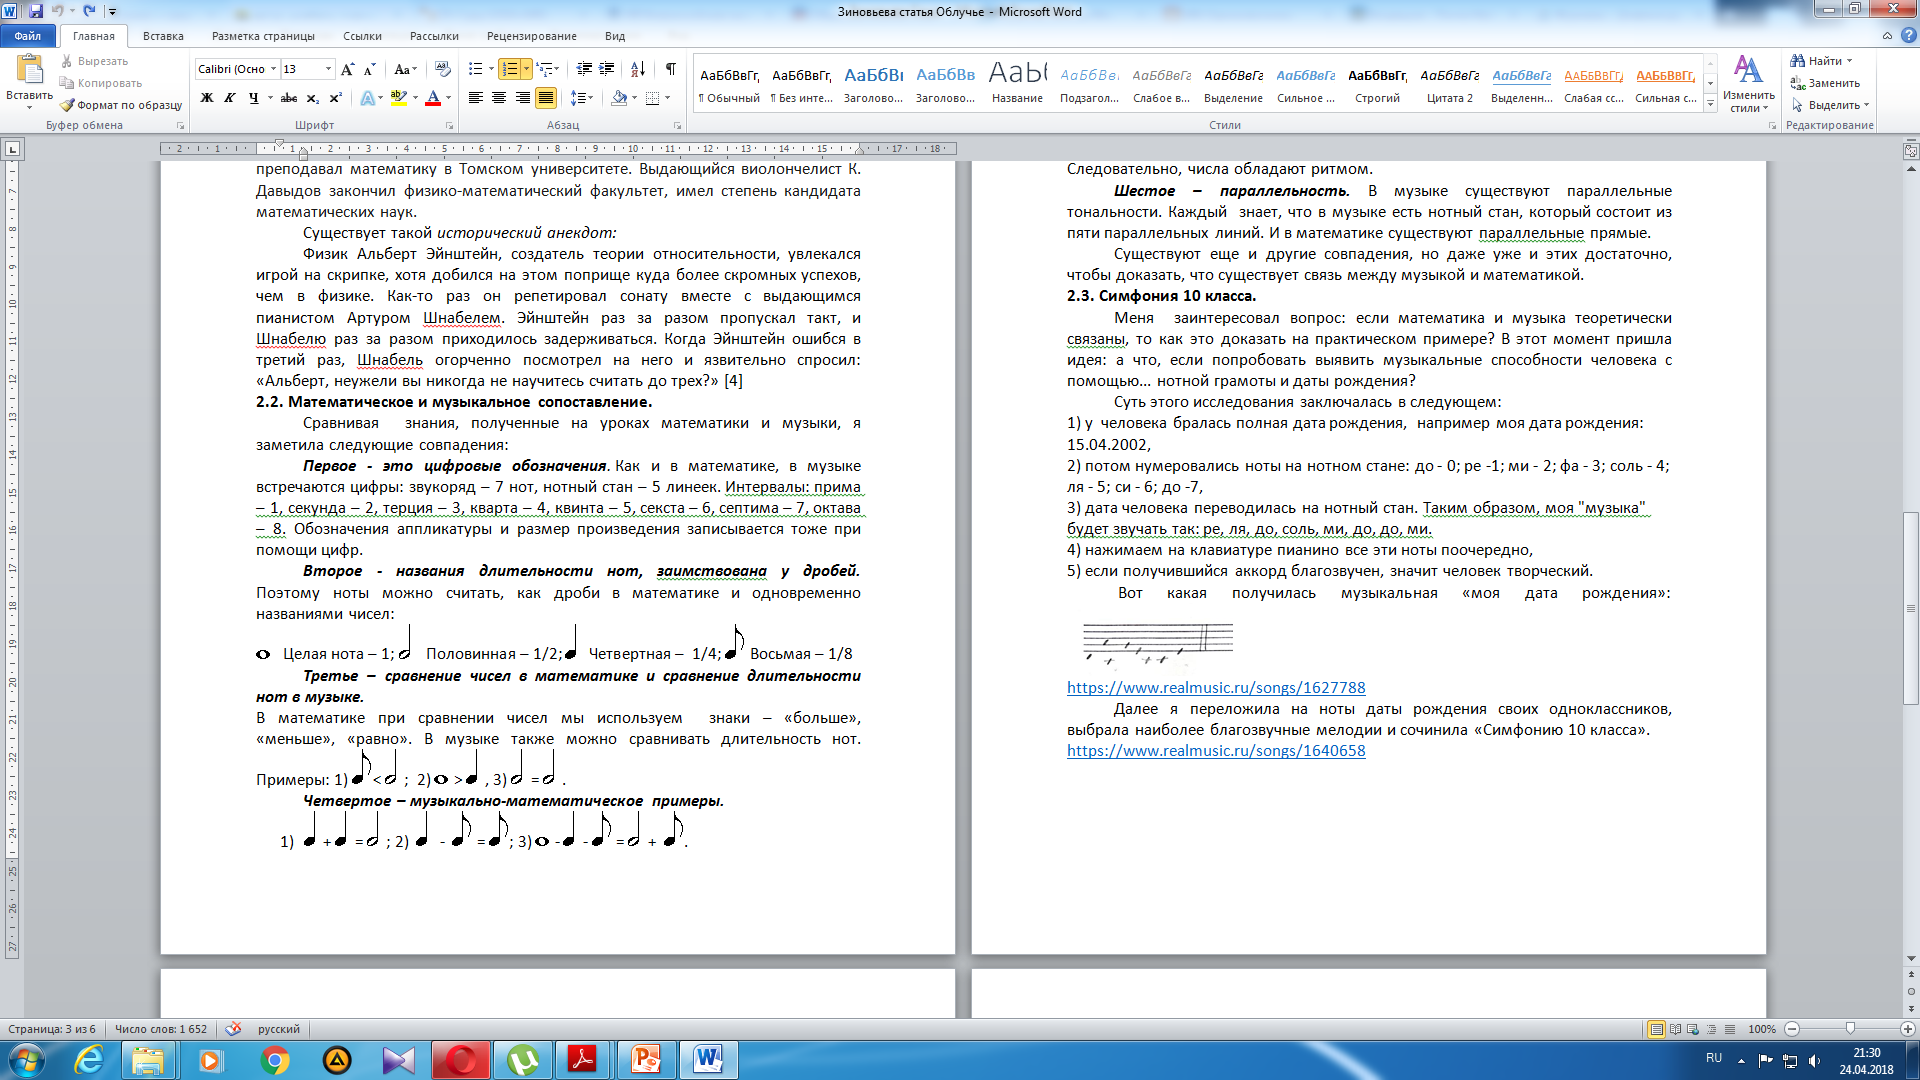 Зиновьева статья Облучье - Microsoft Word
Файл Главная Вставка Разметка страницы Ссылки Рассылки Рецензирование Вид
Вставить
Вырезать
Копировать
Формат по образцу
Буфер обмена
Calibri (Осно 13
Ж К Ч abc x₂ x²
Шрифт
Абзац
АаБбВвГг, АаБбВвГг, АаБбВі АаБбВв АаЬ АаБбВвІ АаБбВвГг АаБбВвГг АаБбВвГг АаБбВвГг, АаБбВвГг АаБбВвГг ААББВВГГ, ААББВВГГ,
¶ Обычный ¶ Без инте... Заголово... Заголово... Название Подзагол... Слабое в... Выделение Сильное ... Строгий Цитата 2 Выделенн... Слабая сс... Сильная с...
Стили
Изменить
стили
Найти
Заменить
Выделить
Редактирование
преподавал математику в Томском университете. Выдающийся виолончелист К.
Давыдов закончил физико-математический факультет, имел степень кандидата
математических наук.
Существует такой исторический анекдот:
Физик Альберт Эйнштейн, создатель теории относительности, увлекался
игрой на скрипке, хотя добился на этом поприще куда более скромных успехов,
чем в физике. Как-то раз он репетировал сонату вместе с выдающимся
пианистом Артуром Шнабелем. Эйнштейн раз за разом пропускал такт, и
Шнабелю раз за разом приходилось задерживаться. Когда Эйнштейн ошибся в
третий раз, Шнабель огорченно посмотрел на него и язвительно спросил:
«Альберт, неужели вы никогда не научитесь считать до трех?» [4]
2.2. Математическое и музыкальное сопоставление.
Сравнивая знания, полученные на уроках математики и музыки, я
заметила следующие совпадения:
Первое - это цифровые обозначения. Как и в математике, в музыке
встречаются цифры: звукоряд – 7 нот, нотный стан – 5 линеек. Интервалы: прима
– 1, секунда – 2, терция – 3, кварта – 4, квинта – 5, секста – 6, септима – 7, октава
– 8. Обозначения аппликатуры и размер произведения записывается тоже при
помощи цифр.
Второе - названия длительности нот, заимствована у дробей.
Поэтому ноты можно считать, как дроби в математике и одновременно
названиями чисел:
Целая нота – 1; Половинная – 1/2; Четвертная – 1/4; Восьмая – 1/8
Третье – сравнение чисел в математике и сравнение длительности
нот в музыке.
В математике при сравнении чисел мы используем знаки – «больше»,
«меньше», «равно». В музыке также можно сравнивать длительность нот.
Примеры: 1) < ; 2) > , 3) = .
Четвертое – музыкально-математическое примеры.
1) + = ; 2) - = ; 3) - - = + .
Следовательно, числа обладают ритмом.
Шестое – параллельность. В музыке существуют параллельные
тональности. Каждый знает, что в музыке есть нотный стан, который состоит из
пяти параллельных линий. И в математике существуют параллельные прямые.
Существуют еще и другие совпадения, но даже уже и этих достаточно,
чтобы доказать, что существует связь между музыкой и математикой.
2.3. Симфония 10 класса.
Меня заинтересовал вопрос: если математика и музыка теоретически
связаны, то как это доказать на практическом примере? В этот момент пришла
идея: а что, если попробовать выявить музыкальные способности человека с
помощью... нотной грамоты и даты рождения?
Суть этого исследования заключалась в следующем:
1) у человека бралась полная дата рождения, например моя дата рождения:
15.04.2002,
2) потом нумеровались ноты на нотном стане: до - 0; ре -1; ми - 2; фа - 3; соль - 4;
ля - 5; си - 6; до -7,
3) дата человека переводилась на нотный стан. Таким образом, моя "музыка"
будет звучать так: ре, ля, до, соль, ми, до, до, ми.
4) нажимаем на клавиатуре пианино все эти ноты поочередно,
5) если получившийся аккорд благозвучен, значит человек творческий.
Вот какая получилась музыкальная «моя дата рождения»:
https://www.realmusic.ru/songs/1627788
Далее я переложила на ноты даты рождения своих одноклассников,
выбрала наиболее благозвучные мелодии и сочинила «Симфонию 10 класса».
https://www.realmusic.ru/songs/1640658
Страница: 3 из 6 Число слов: 1 652 русский 100%
RU 21:30
24.04.2018